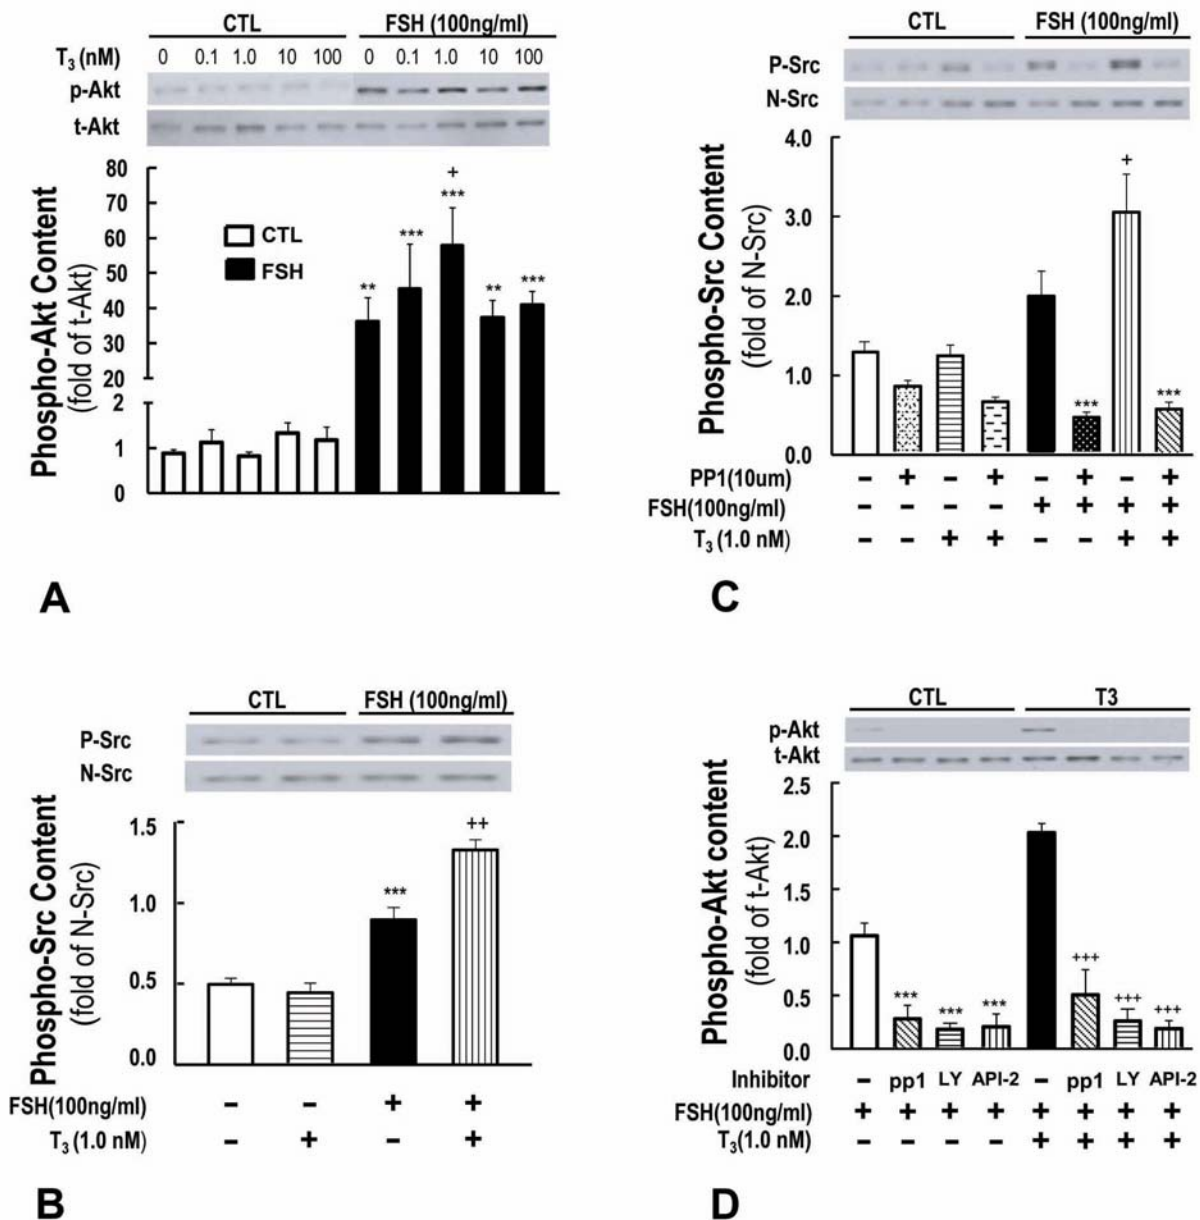 CTL FSH (100ng/ml)
T3 (nM) 0 0.1 1.0 10 100 0 0.1 1.0 10 100
p-Akt
t-Akt
Phospho-Akt Content
(fold of t-Akt)
80
70
60
50
40
30
20
2
1
0
CTL
FSH
**
***
+
***
**
***
A
CTL FSH (100ng/ml)
P-Src
N-Src
Phospho-Src Content
(fold of N-Src)
4.0
3.0
2.0
1.0
0.0
***
+
***
PP1(10um) - + - + - + - +
FSH(100ng/ml) - - - - + + + +
T3 (1.0 nM) - - + + - - + +
C
CTL FSH (100ng/ml)
P-Src
N-Src
Phospho-Src Content
(fold of N-Src)
1.5
1.0
0.5
0.0
***
++
FSH(100ng/ml) - - + +
T3 (1.0 nM) - + - +
B
CTL T3
p-Akt
t-Akt
Phospho-Akt content
(fold of t-Akt)
2.5
2.0
1.5
1.0
0.5
0.0
*** *** ***
+++ +++ +++
Inhibitor - pp1 LY API-2 - pp1 LY API-2
FSH(100ng/ml) + + + + + + + +
T3(1.0 nM) - - - - + + + +
D